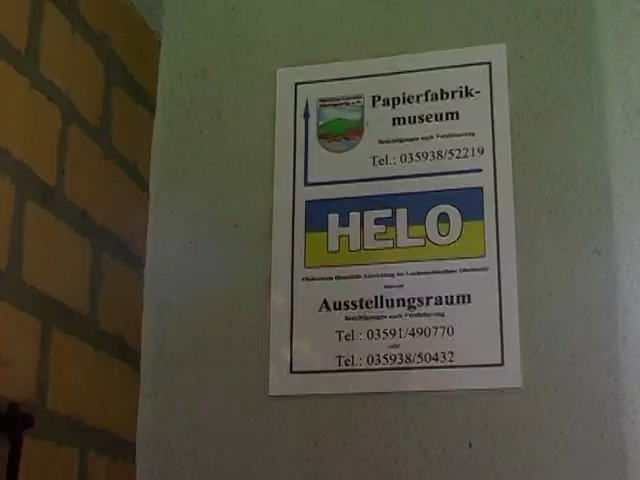 Papierfabrik-
museum
Besichtigungen nach Vereinbarung
Tel.: 035938/52219
HELO
Ausstellungsraum
Besichtigungen nach Vereinbarung
Tel.: 03591/490770
oder
Tel.: 035938/50432